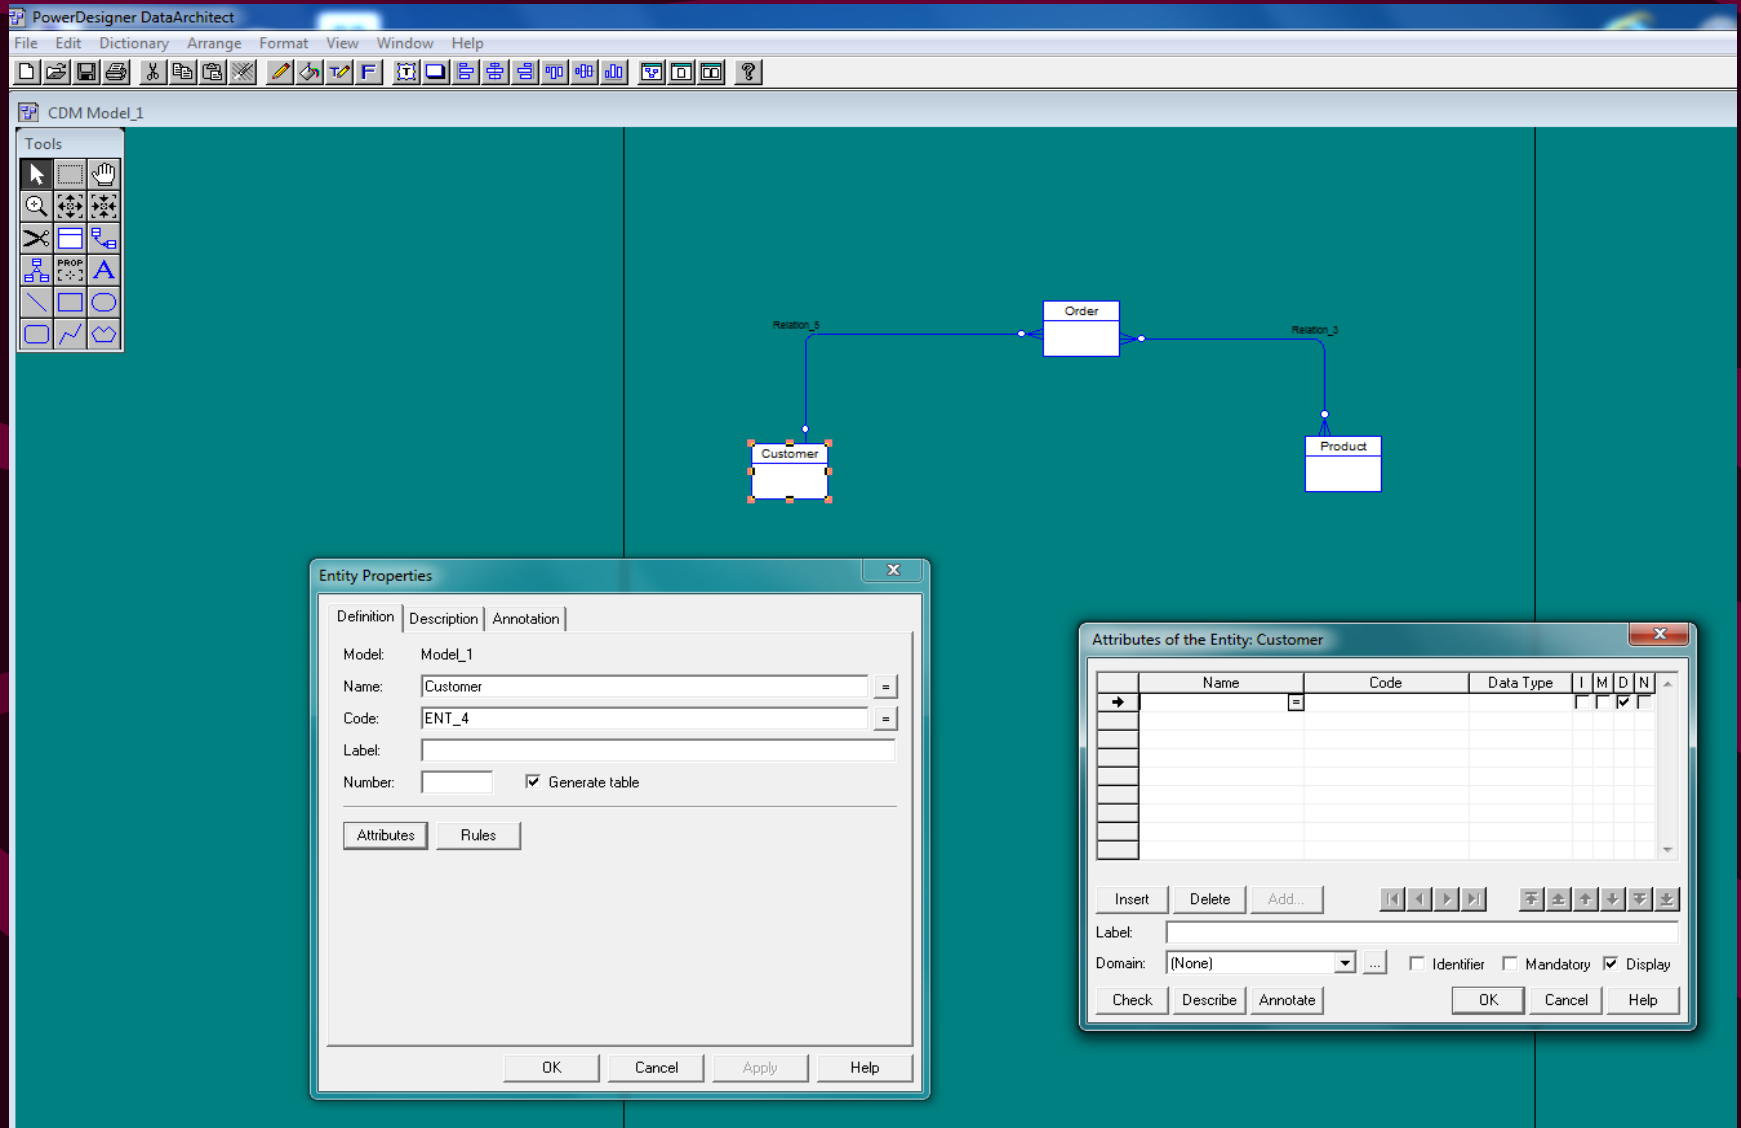 PowerDesigner DataArchitect
File Edit Dictionary Arrange Format View Window Help
CDM Model_1
Tools
PROP
A
Order
Relation_5
Relation_3
Customer
Product
Entity Properties
Definition Description Annotation
Model: Model_1
Name: Customer =
Code: ENT_4 =
Label:
Number: Generate table
Attributes Rules
OK Cancel Apply Help
Attributes of the Entity: Customer
Name Code Data Type I M D N
=
Insert Delete Add...
Label:
Domain: (None) ... Identifier Mandatory Display
Check Describe Annotate OK Cancel Help